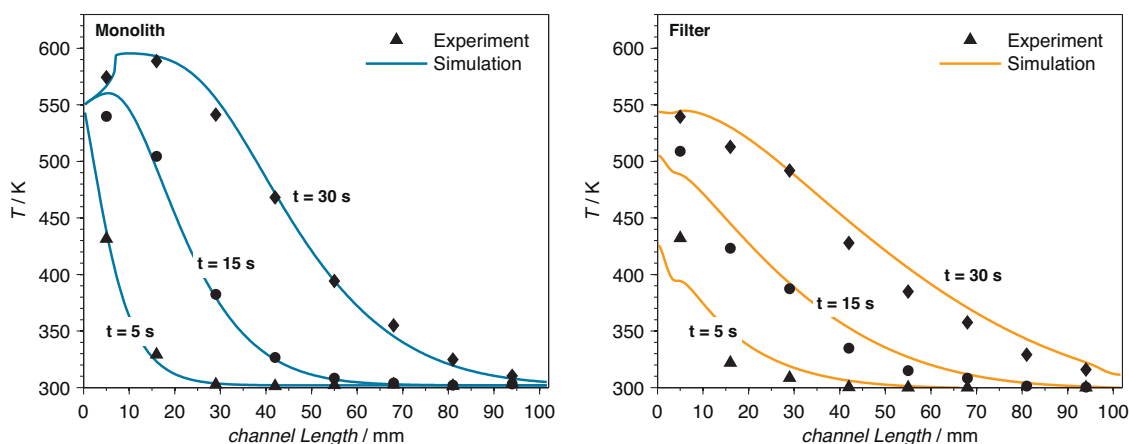 Monolith
Experiment
Simulation
600
550
500
450
400
350
300
T / K
t = 30 s
t = 15 s
t = 5 s
0 10 20 30 40 50 60 70 80 90 100
channel Length / mm
Filter
Experiment
Simulation
600
550
500
450
400
350
300
T / K
t = 30 s
t = 15 s
t = 5 s
0 10 20 30 40 50 60 70 80 90 100
channel Length / mm